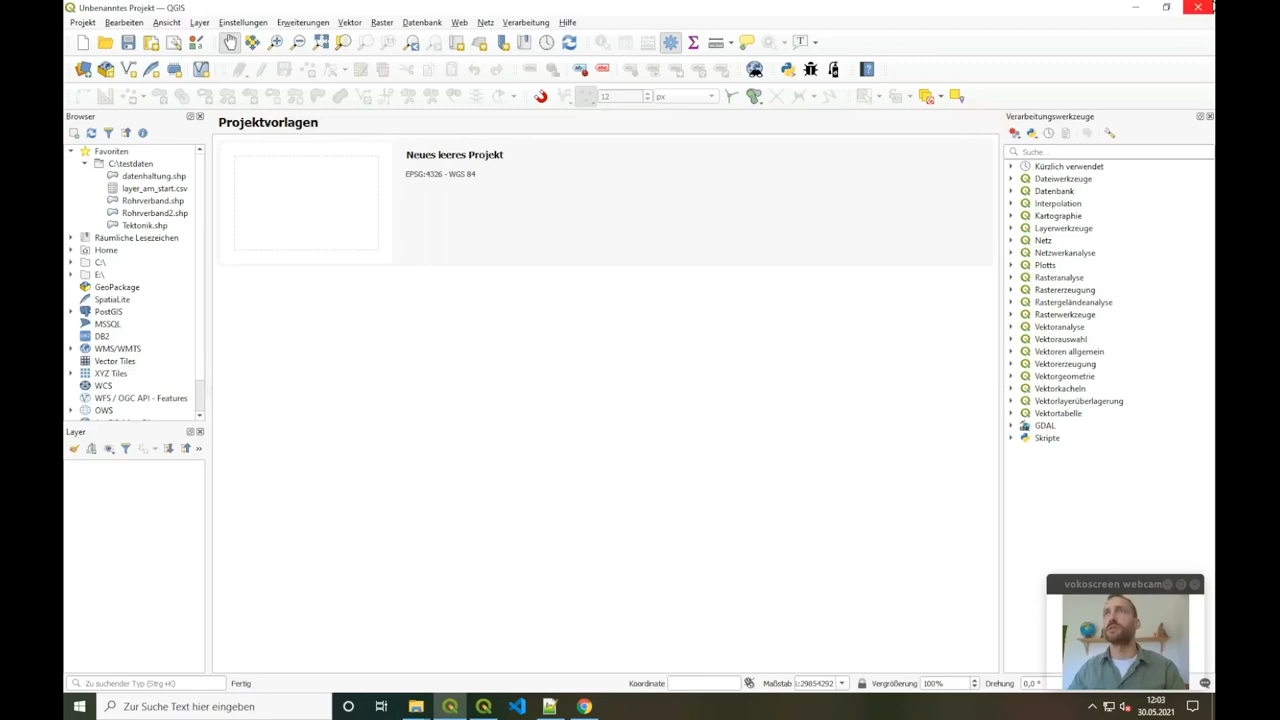 Unbenanntes Projekt — QGIS
Projekt Bearbeiten Ansicht Layer Einstellungen Erweiterungen Vektor Raster Datenbank Web Netz Verarbeitung Hilfe
12 px
Browser
Favoriten
C:\testdaten
datenhaltung.shp
layer_am_start.csv
Rohrverband.shp
Rohrverband2.shp
Tektonik.shp
Räumliche Lesezeichen
Home
C:\
E:\
GeoPackage
SpatiaLite
PostGIS
MSSQL
DB2
WMS/WMTS
Vector Tiles
XYZ Tiles
WCS
WFS / OGC API - Features
OWS
Layer
Projektvorlagen
Neues leeres Projekt
EPSG:4326 - WGS 84
Verarbeitungswerkzeuge
Suche...
Kürzlich verwendet
Dateiwerkzeuge
Datenbank
Interpolation
Kartographie
Layerwerkzeuge
Netz
Netzwerkanalyse
Plotts
Rasteranalyse
Rastererzeugung
Rastergeländeanalyse
Rasterwerkzeuge
Vektoranalyse
Vektorauswahl
Vektoren allgemein
Vektorerzeugung
Vektorgeometrie
Vektorkacheln
Vektorlayerüberlagerung
Vektortabelle
GDAL
Skripte
vokoscreen webcam
Zu suchender Typ (Strg+K) Fertig Koordinate Maßstab 1:29854292 Vergrößerung 100% Drehung 0,0 °
Zur Suche Text hier eingeben
12:03
30.05.2021